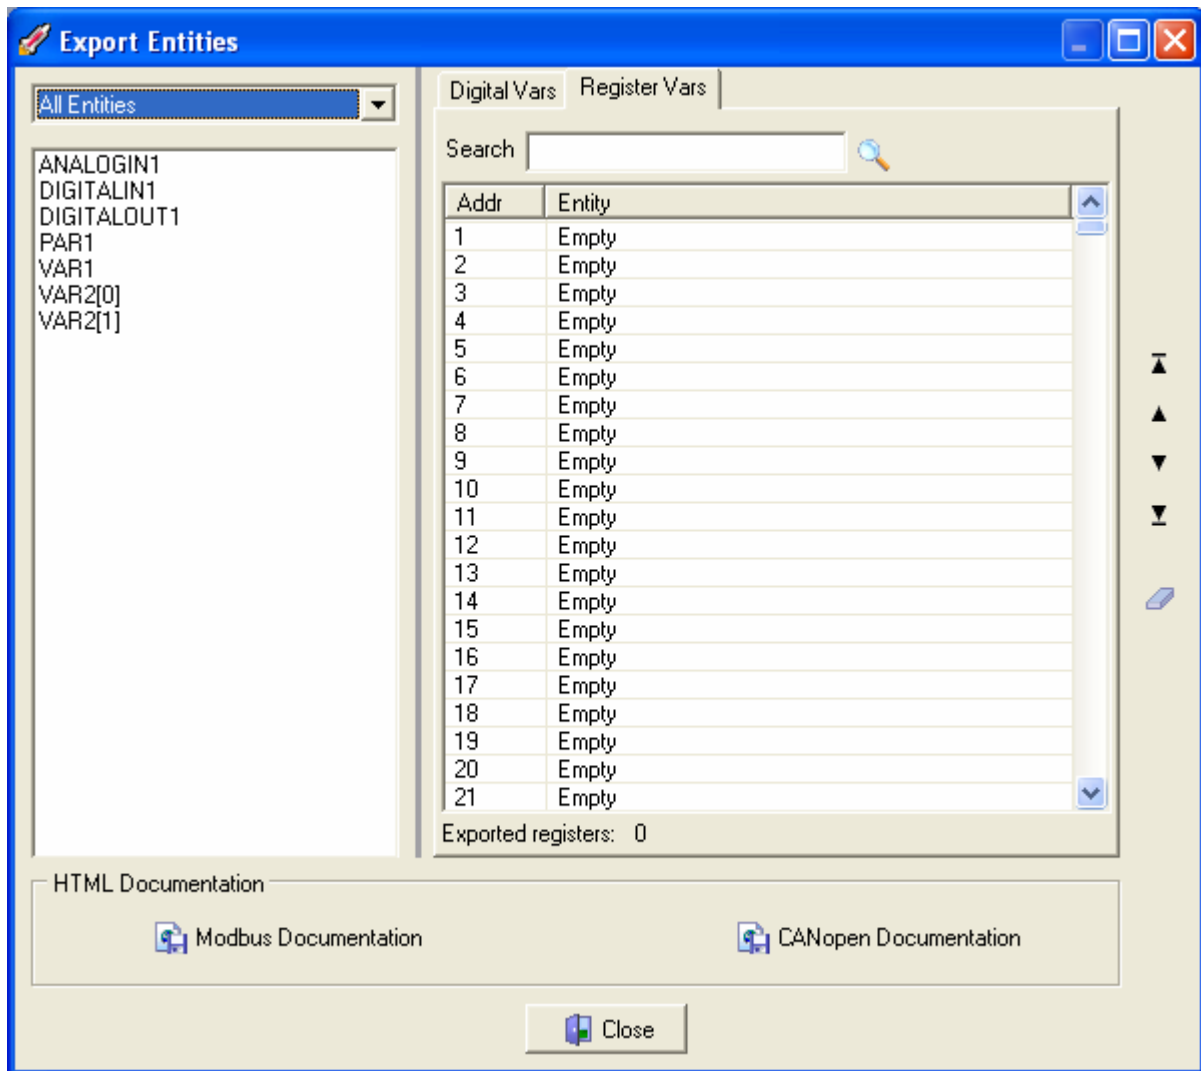 Export Entities
All Entities
ANALOGIN1
DIGITALIN1
DIGITALOUT1
PAR1
VAR1
VAR2[0]
VAR2[1]
Digital Vars Register Vars
Search
Addr Entity
1 Empty
2 Empty
3 Empty
4 Empty
5 Empty
6 Empty
7 Empty
8 Empty
9 Empty
10 Empty
11 Empty
12 Empty
13 Empty
14 Empty
15 Empty
16 Empty
17 Empty
18 Empty
19 Empty
20 Empty
21 Empty
Exported registers: 0
HTML Documentation
Modbus Documentation CANopen Documentation
Close